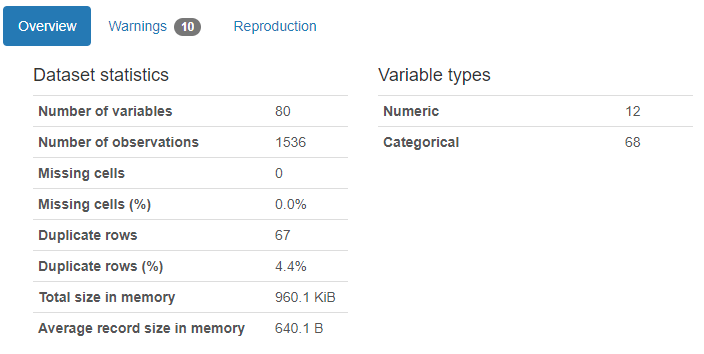 Overview Warnings 10 Reproduction
Dataset statistics
Number of variables 80
Number of observations 1536
Missing cells 0
Missing cells (%) 0.0%
Duplicate rows 67
Duplicate rows (%) 4.4%
Total size in memory 960.1 KiB
Average record size in memory 640.1 B
Variable types
Numeric 12
Categorical 68